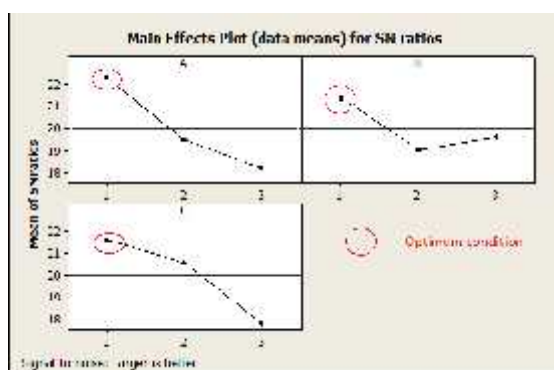 Main Effects Plot (data means) for SN ratios
A
22
21
20
19
18
1 2 3
1 2 3
Mean of SN ratios
22
21
20
19
18
Optimum condition
1 2 3
Signal to noise: Larger is better